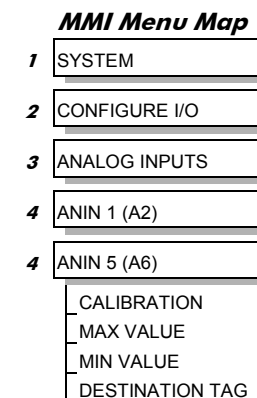 MMI Menu Map
1 SYSTEM
2 CONFIGURE I/O
3 ANALOG INPUTS
4 ANIN 1 (A2)
4 ANIN 5 (A6)
CALIBRATION
MAX VALUE
MIN VALUE
DESTINATION TAG